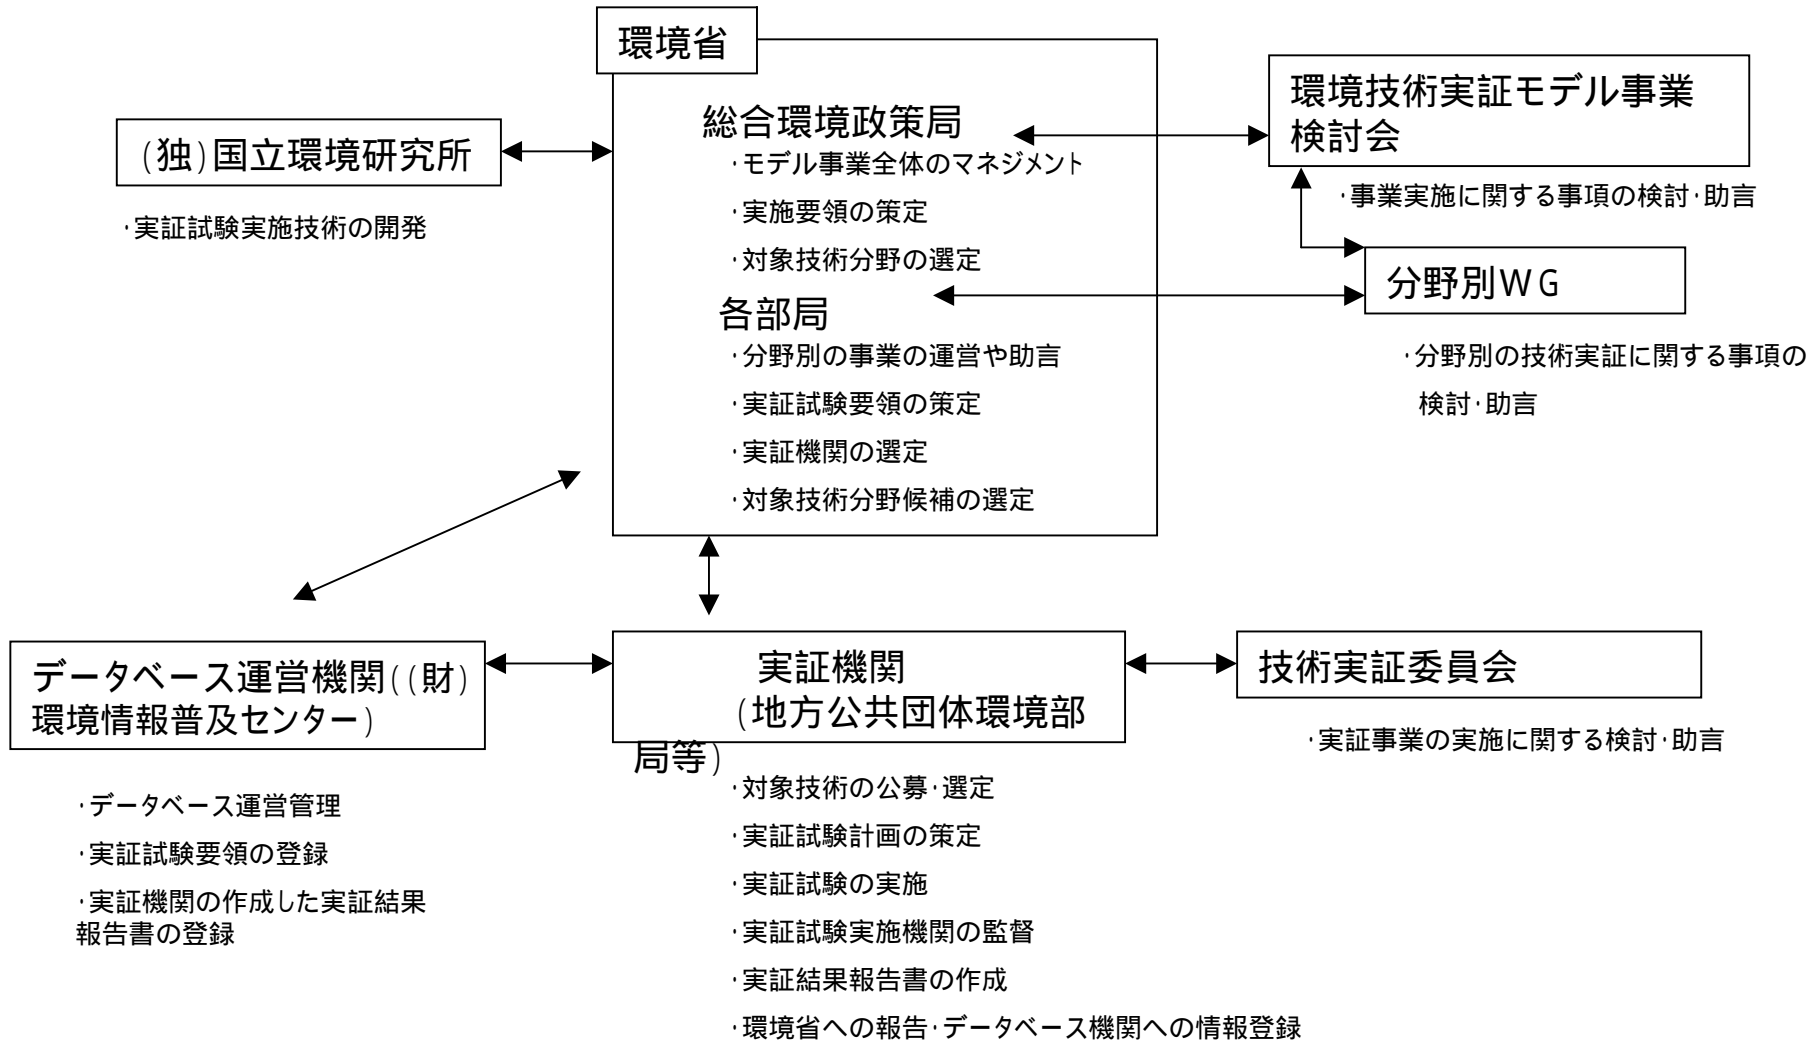 環境省
総合環境政策局
･モデル事業全体のマネジメント
･実施要領の策定
･対象技術分野の選定
各部局
･分野別の事業の運営や助言
･実証試験要領の策定
･実証機関の選定
･対象技術分野候補の選定
(独)国立環境研究所
･実証試験実施技術の開発
環境技術実証モデル事業
検討会
･事業実施に関する事項の検討･助言
分野別WG
･分野別の技術実証に関する事項の
検討･助言
データベース運営機関((財)
環境情報普及センター)
･データベース運営管理
･実証試験要領の登録
･実証機関の作成した実証結果
報告書の登録
実証機関
(地方公共団体環境部
局等)
･対象技術の公募･選定
･実証試験計画の策定
･実証試験の実施
･実証試験実施機関の監督
･実証結果報告書の作成
･環境省への報告･データベース機関への情報登録
技術実証委員会
･実証事業の実施に関する検討･助言